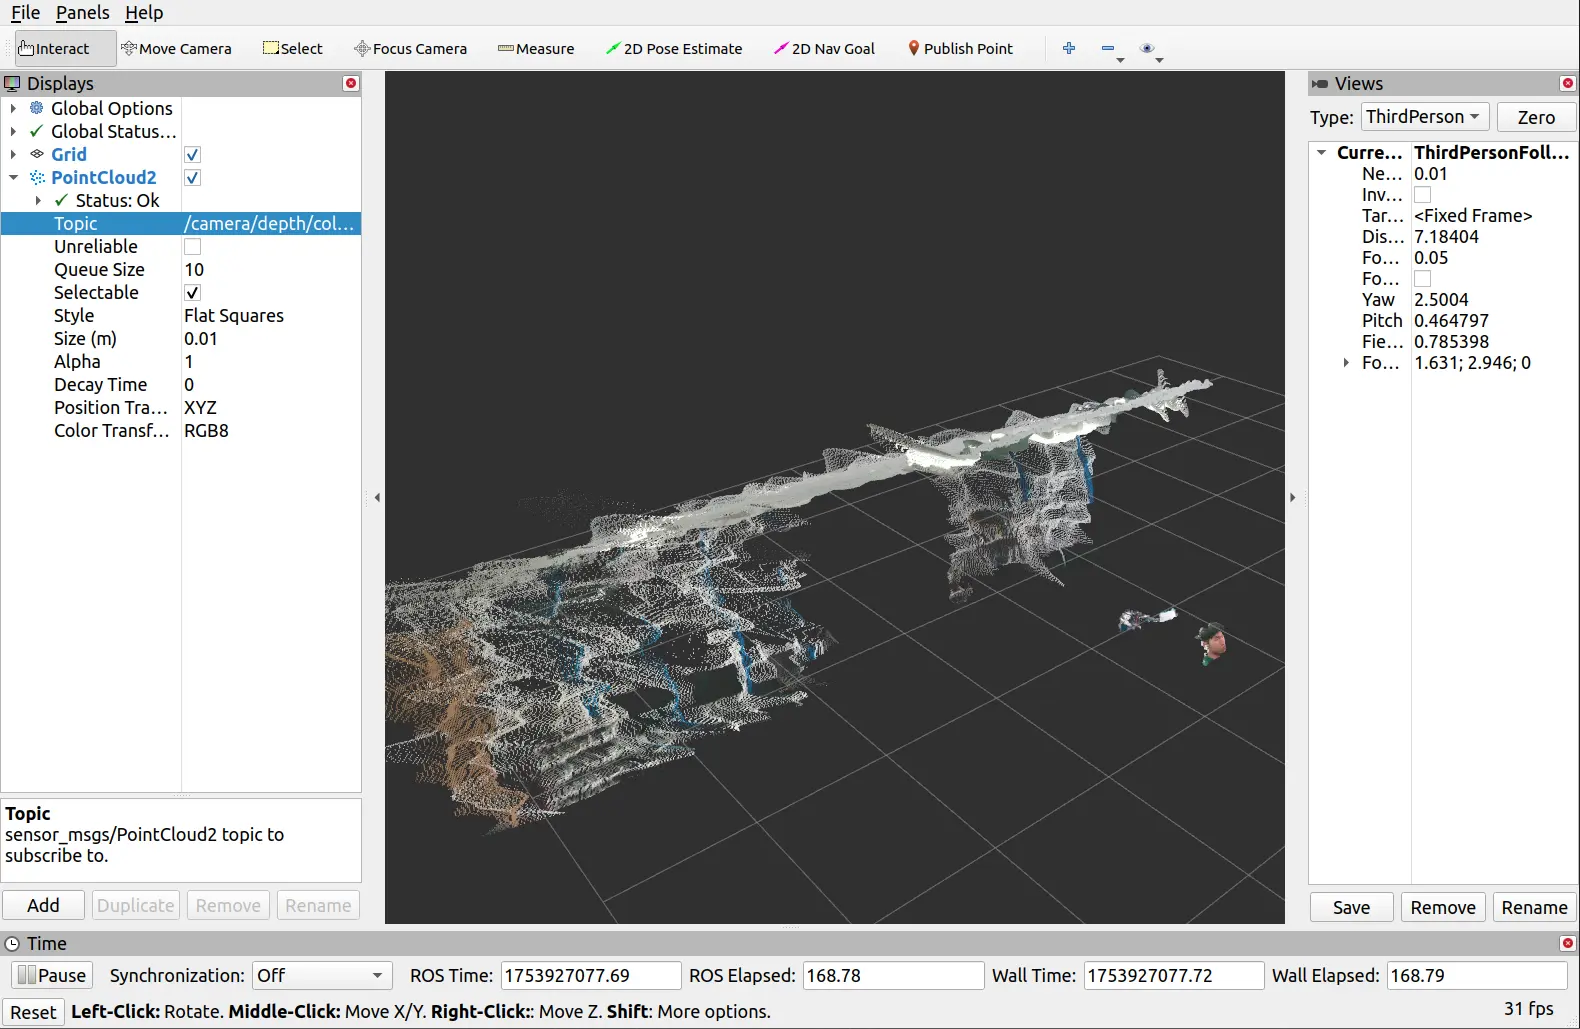 File Panels Help
Interact Move Camera Select Focus Camera Measure 2D Pose Estimate 2D Nav Goal Publish Point
Displays
Global Options
Global Status...
Grid
PointCloud2
Status: Ok
Topic /camera/depth/col...
Unreliable
Queue Size 10
Selectable
Style Flat Squares
Size (m) 0.01
Alpha 1
Decay Time 0
Position Tra... XYZ
Color Transf... RGB8
Topic
sensor_msgs/PointCloud2 topic to
subscribe to.
Add Duplicate Remove Rename
Views
Type: ThirdPerson Zero
Curre... ThirdPersonFoll...
Ne... 0.01
Inv...
Tar... <Fixed Frame>
Dis... 7.18404
Fo... 0.05
Fo...
Yaw 2.5004
Pitch 0.464797
Fie... 0.785398
Fo... 1.631; 2.946; 0
Save Remove Rename
Time
Pause Synchronization: Off ROS Time: 1753927077.69 ROS Elapsed: 168.78 Wall Time: 1753927077.72 Wall Elapsed: 168.79
Reset Left-Click: Rotate. Middle-Click: Move X/Y. Right-Click:: Move Z. Shift: More options. 31 fps